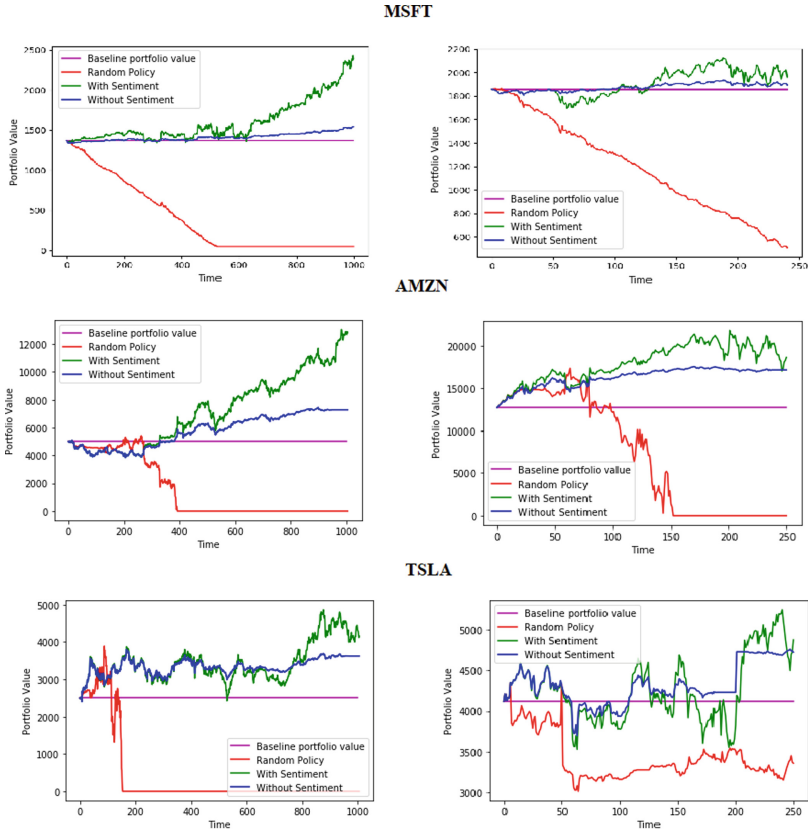 MSFT
2500
2000
1500
1000
500
0
0 200 400 600 800 1000
Portfolio Value
Time
Baseline portfolio value
Random Policy
With Sentiment
Without Sentiment
2200
2000
1800
1600
1400
1200
1000
800
600
0 50 100 150 200 250
Portfolio Value
Time
Baseline portfolio value
Random Policy
With Sentiment
Without Sentiment
AMZN
12000
10000
8000
6000
4000
2000
0
0 200 400 600 800 1000
Portfolio Value
Time
Baseline portfolio value
Random Policy
With Sentiment
Without Sentiment
20000
15000
10000
5000
0
0 50 100 150 200 250
Portfolio Value
Time
Baseline portfolio value
Random Policy
With Sentiment
Without Sentiment
TSLA
5000
4000
3000
2000
1000
0
0 200 400 600 800 1000
Portfolio Value
Time
Baseline portfolio value
Random Policy
With Sentiment
Without Sentiment
5000
4500
4000
3500
3000
0 50 100 150 200 250
Portfolio Value
Time
Baseline portfolio value
Random Policy
With Sentiment
Without Sentiment